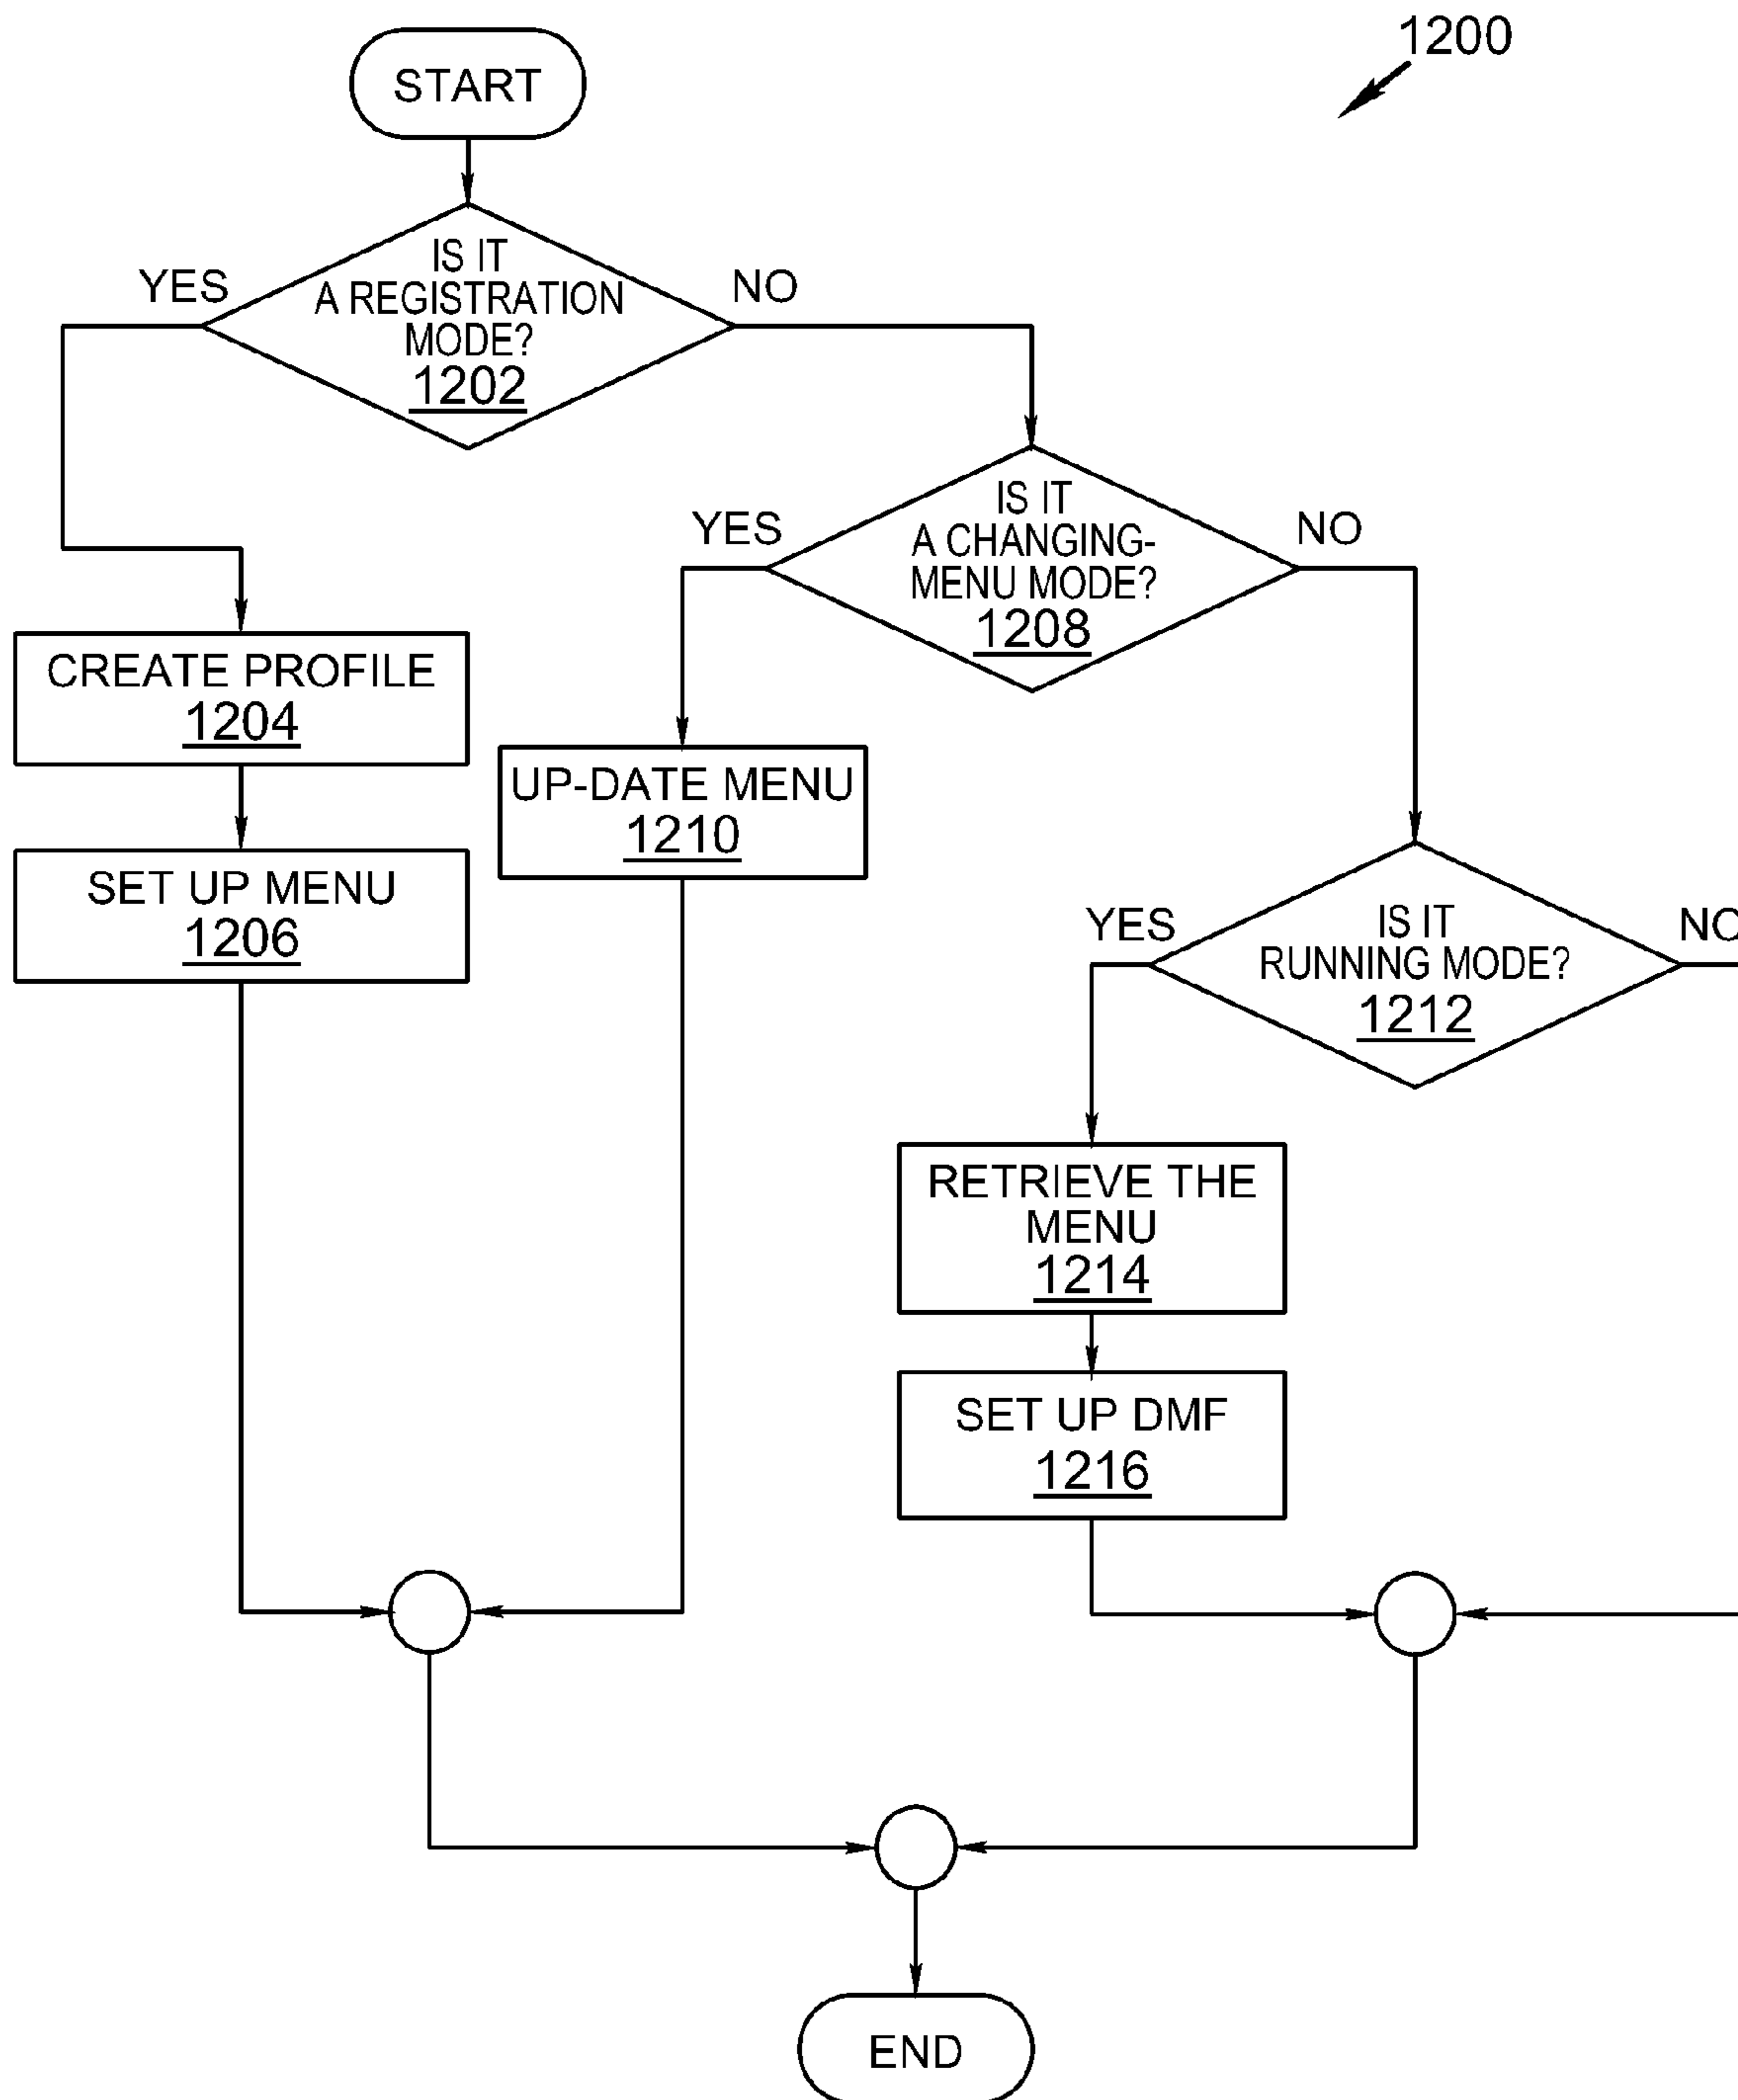 1200
START
IS IT
A REGISTRATION
MODE?
1202
YES
NO
IS IT
A CHANGING-
MENU MODE?
1208
YES
NO
CREATE PROFILE
1204
UP-DATE MENU
1210
SET UP MENU
1206
IS IT
RUNNING MODE?
1212
YES
NO
RETRIEVE THE
MENU
1214
SET UP DMF
1216
END